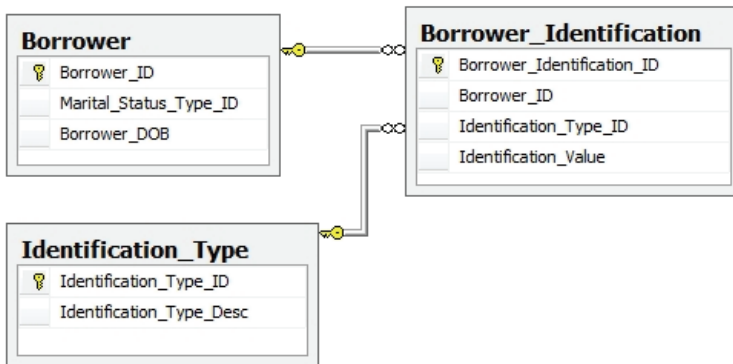 Borrower
Borrower_ID
Marital_Status_Type_ID
Borrower_DOB
Borrower_Identification
Borrower_Identification_ID
Borrower_ID
Identification_Type_ID
Identification_Value
Identification_Type
Identification_Type_ID
Identification_Type_Desc